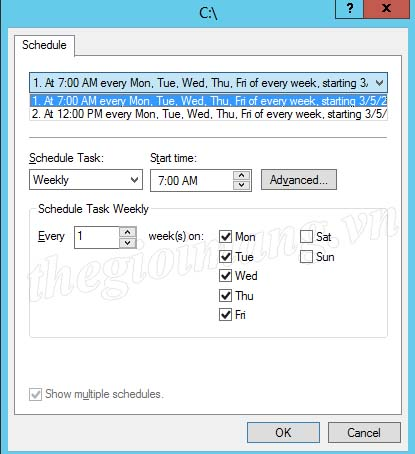 C:\
? X
Schedule
1. At 7:00 AM every Mon, Tue, Wed, Thu, Fri of every week, starting 3/
1. At 7:00 AM every Mon, Tue, Wed, Thu, Fri of every week, starting 3/5/2
2. At 12:00 PM every Mon, Tue, Wed, Thu, Fri of every week, starting 3/5/
Schedule Task: Start time:
Weekly 7:00 AM Advanced...
Schedule Task Weekly
Every 1 week(s) on: Mon Sat
Tue Sun
Wed
Thu
Fri
thegioimang.vn
Show multiple schedules.
OK Cancel